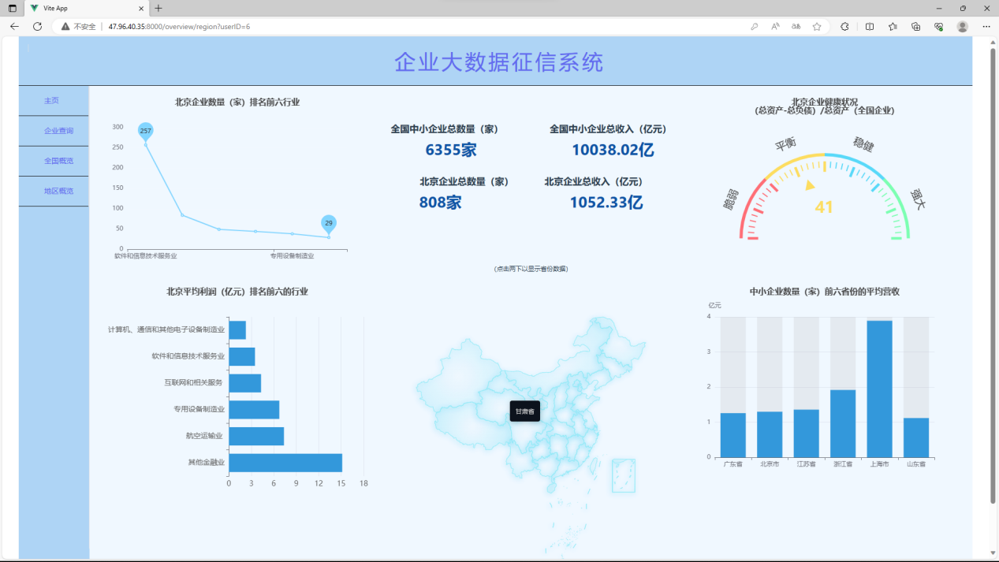 Vite App
不安全
47.96.40.35:8000/overview/region?userID=6
企业大数据征信系统
主页
企业查询
全国概览
地区概览
北京企业数量（家）排名前六行业
300
250
200
150
100
50
0
257
29
软件和信息技术服务业
专用设备制造业
全国中小企业总数量（家）
6355家
全国中小企业总收入（亿元）
10038.02亿
北京企业总数量（家）
808家
北京企业总收入（亿元）
1052.33亿
北京企业健康状况
(总资产-总负债）/总资产（全国企业)
脆弱
平衡
稳健
强大
41
(点击两下以显示省份数据)
北京平均利润（亿元）排名前六的行业
计算机、通信和其他电子设备制造业
软件和信息技术服务业
互联网和相关服务
专用设备制造业
航空运输业
其他金融业
0 3 6 9 12 15 18
甘肃省
中小企业数量（家）前六省份的平均营收
亿元
4
3
2
1
0
广东省 北京市 江苏省 浙江省 上海市 山东省